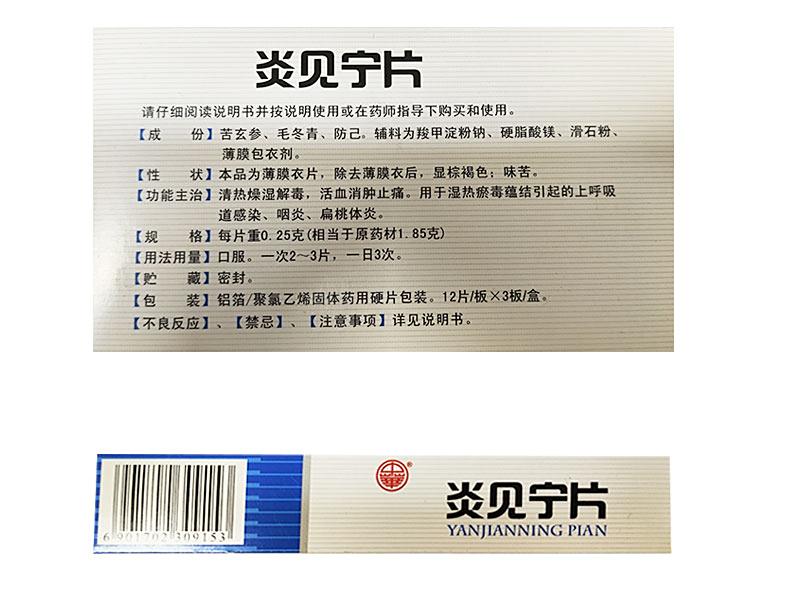 炎见宁片
请仔细阅读说明书并按说明使用或在药师指导下购买和使用。
【成　份】苦玄参、毛冬青、防己。辅料为羧甲淀粉钠、硬脂酸镁、滑石粉、
薄膜包衣剂。
【性　状】本品为薄膜衣片，除去薄膜衣后，显棕褐色；味苦。
【功能主治】清热燥湿解毒，活血消肿止痛。用于湿热瘀毒蕴结引起的上呼吸
道感染、咽炎、扁桃体炎。
【规　格】每片重0.25克(相当于原药材1.85克)
【用法用量】口服。一次2～3片，一日3次。
【贮　藏】密封。
【包　装】铝箔/聚氯乙烯固体药用硬片包装。12片/板×3板/盒。
【不良反应】、【禁忌】、【注意事项】详见说明书。
炎见宁片
YANJIANNING PIAN
6 901702 309153